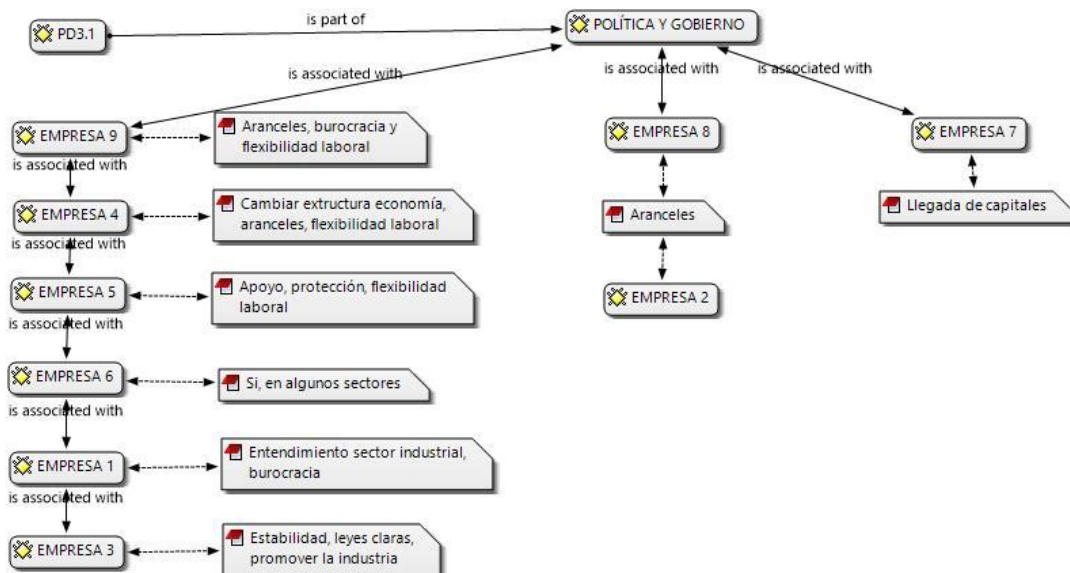 is part of
PD3.1
POLÍTICA Y GOBIERNO
is associated with
is associated with
is associated with
EMPRESA 9
Aranceles, burocracia y
flexibilidad laboral
EMPRESA 8
EMPRESA 7
is associated with
EMPRESA 4
Cambiar extructura economía,
aranceles, flexibilidad laboral
Aranceles
Llegada de capitales
is associated with
EMPRESA 5
Apoyo, protección, flexibilidad
laboral
EMPRESA 2
is associated with
EMPRESA 6
Si, en algunos sectores
is associated with
EMPRESA 1
Entendimiento sector industrial,
burocracia
is associated with
EMPRESA 3
Estabilidad, leyes claras,
promover la industria